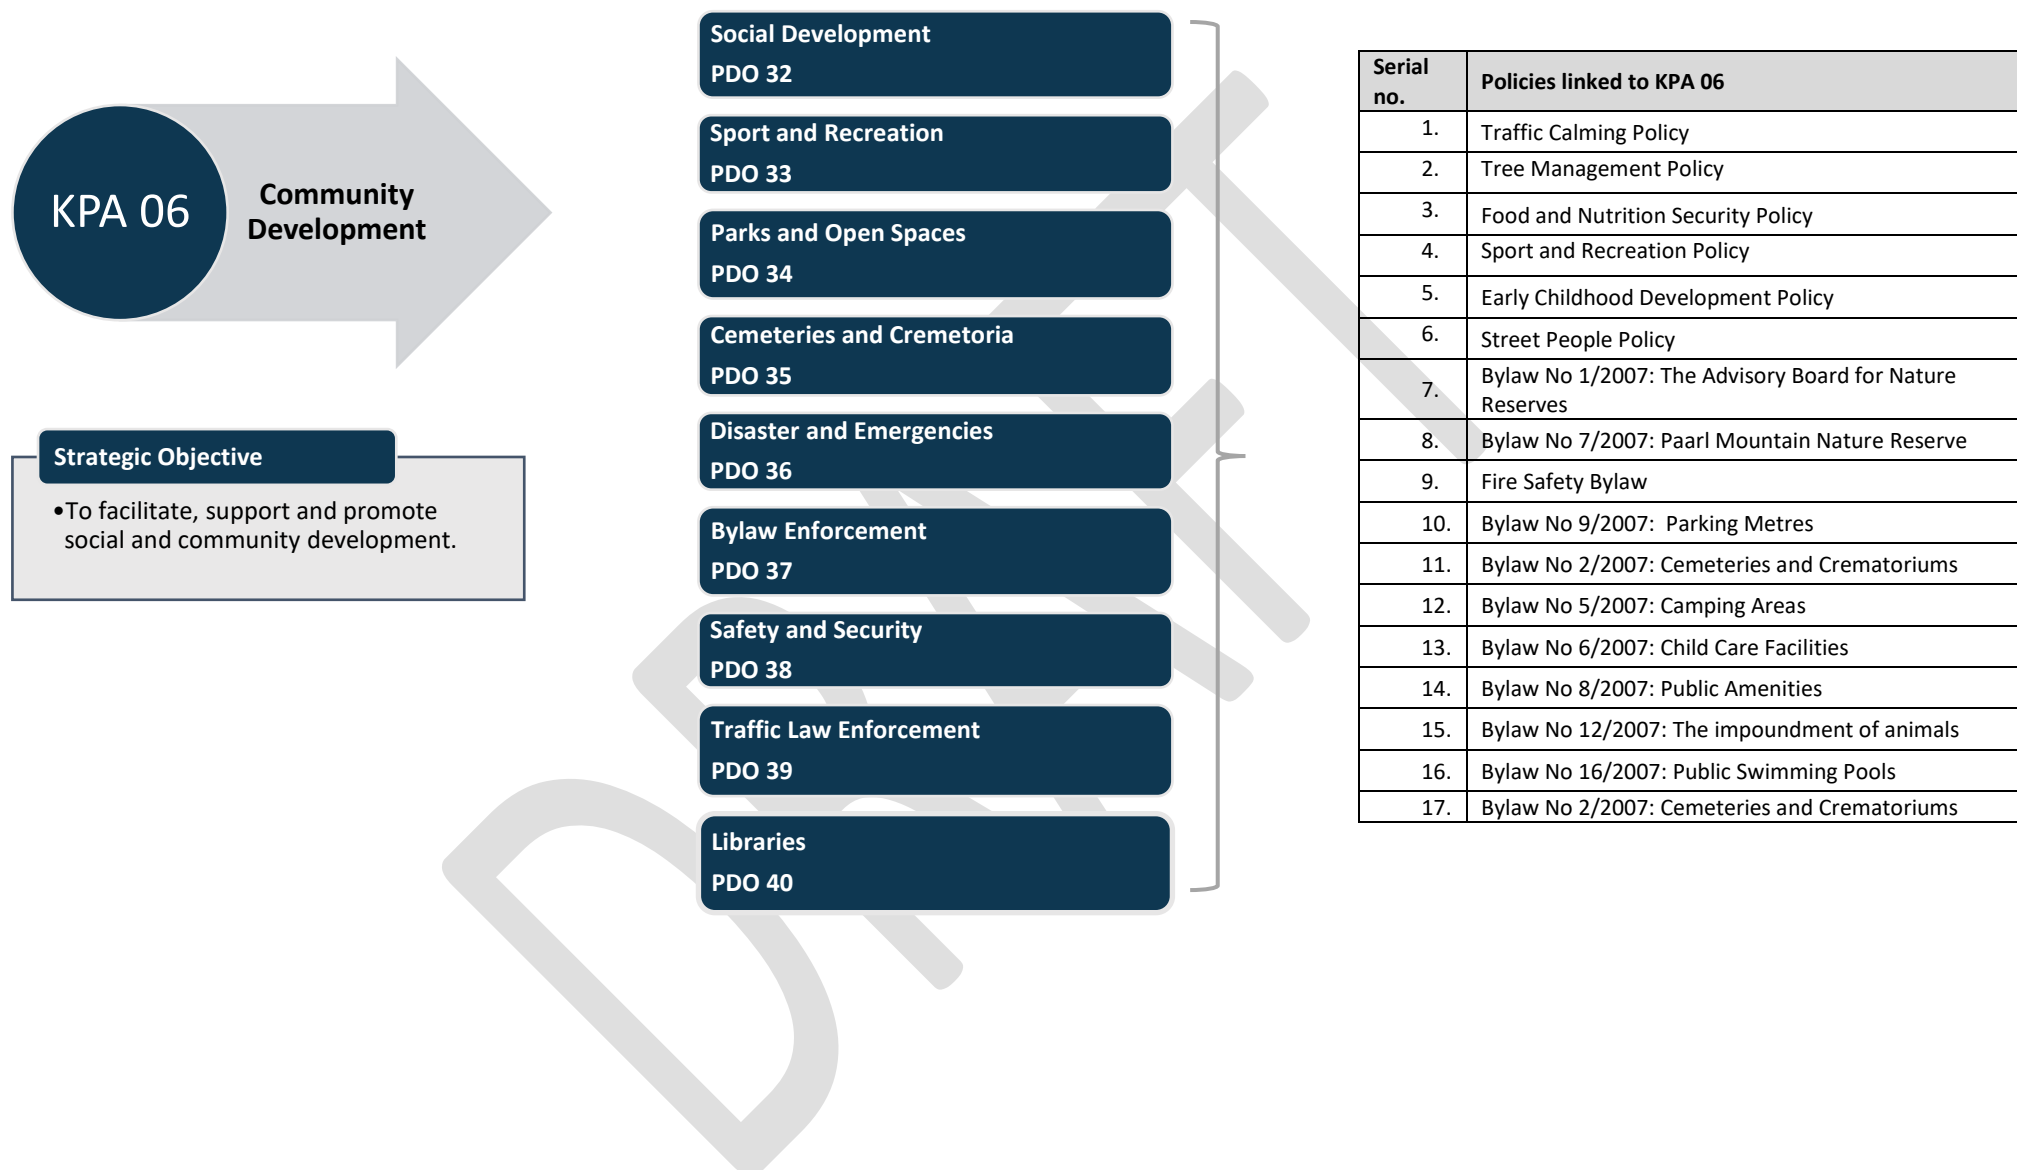 KPA 06
Community
Development
Strategic Objective
•To facilitate, support and promote
social and community development.
Social Development
PDO 32
Sport and Recreation
PDO 33
Parks and Open Spaces
PDO 34
Cemeteries and Cremetoria
PDO 35
Disaster and Emergencies
PDO 36
Bylaw Enforcement
PDO 37
Safety and Security
PDO 38
Traffic Law Enforcement
PDO 39
Libraries
PDO 40
Serial
no.
Policies linked to KPA 06
1. Traffic Calming Policy
2. Tree Management Policy
3. Food and Nutrition Security Policy
4. Sport and Recreation Policy
5. Early Childhood Development Policy
6. Street People Policy
7. Bylaw No 1/2007: The Advisory Board for Nature
Reserves
8. Bylaw No 7/2007: Paarl Mountain Nature Reserve
9. Fire Safety Bylaw
10. Bylaw No 9/2007:  Parking Metres
11. Bylaw No 2/2007: Cemeteries and Crematoriums
12. Bylaw No 5/2007: Camping Areas
13. Bylaw No 6/2007: Child Care Facilities
14. Bylaw No 8/2007: Public Amenities
15. Bylaw No 12/2007: The impoundment of animals
16. Bylaw No 16/2007: Public Swimming Pools
17. Bylaw No 2/2007: Cemeteries and Crematoriums
DRAFT